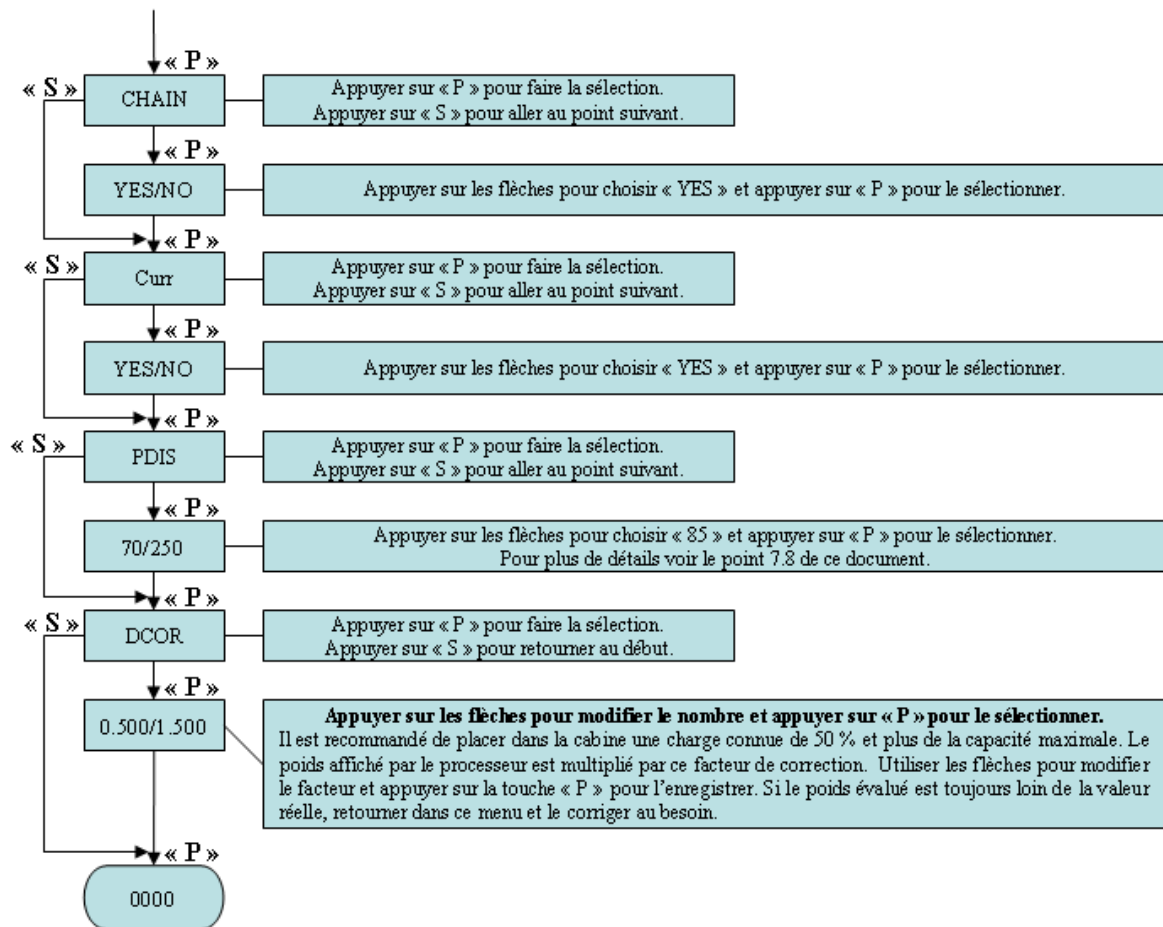 « P »
« S »
CHAIN
Appuyer sur « P » pour faire la sélection.
Appuyer sur « S » pour aller au point suivant.
« P »
YES/NO
Appuyer sur les flèches pour choisir « YES » et appuyer sur « P » pour le sélectionner.
« P »
« S »
Curr
Appuyer sur « P » pour faire la sélection.
Appuyer sur « S » pour aller au point suivant.
« P »
YES/NO
Appuyer sur les flèches pour choisir « YES » et appuyer sur « P » pour le sélectionner.
« P »
« S »
PDIS
Appuyer sur « P » pour faire la sélection.
Appuyer sur « S » pour aller au point suivant.
« P »
70/250
Appuyer sur les flèches pour choisir « 85 » et appuyer sur « P » pour le sélectionner.
Pour plus de détails voir le point 7.8 de ce document.
« P »
« S »
DCOR
Appuyer sur « P » pour faire la sélection.
Appuyer sur « S » pour retourner au début.
« P »
0.500/1.500
Appuyer sur les flèches pour modifier le nombre et appuyer sur « P » pour le sélectionner.
Il est recommandé de placer dans la cabine une charge connue de 50 % et plus de la capacité maximale. Le
poids affiché par le processeur est multiplié par ce facteur de correction. Utiliser les flèches pour modifier
le facteur et appuyer sur la touche « P » pour l'enregistrer. Si le poids évalué est toujours loin de la valeur
réelle, retourner dans ce menu et le corriger au besoin.
« P »
0000